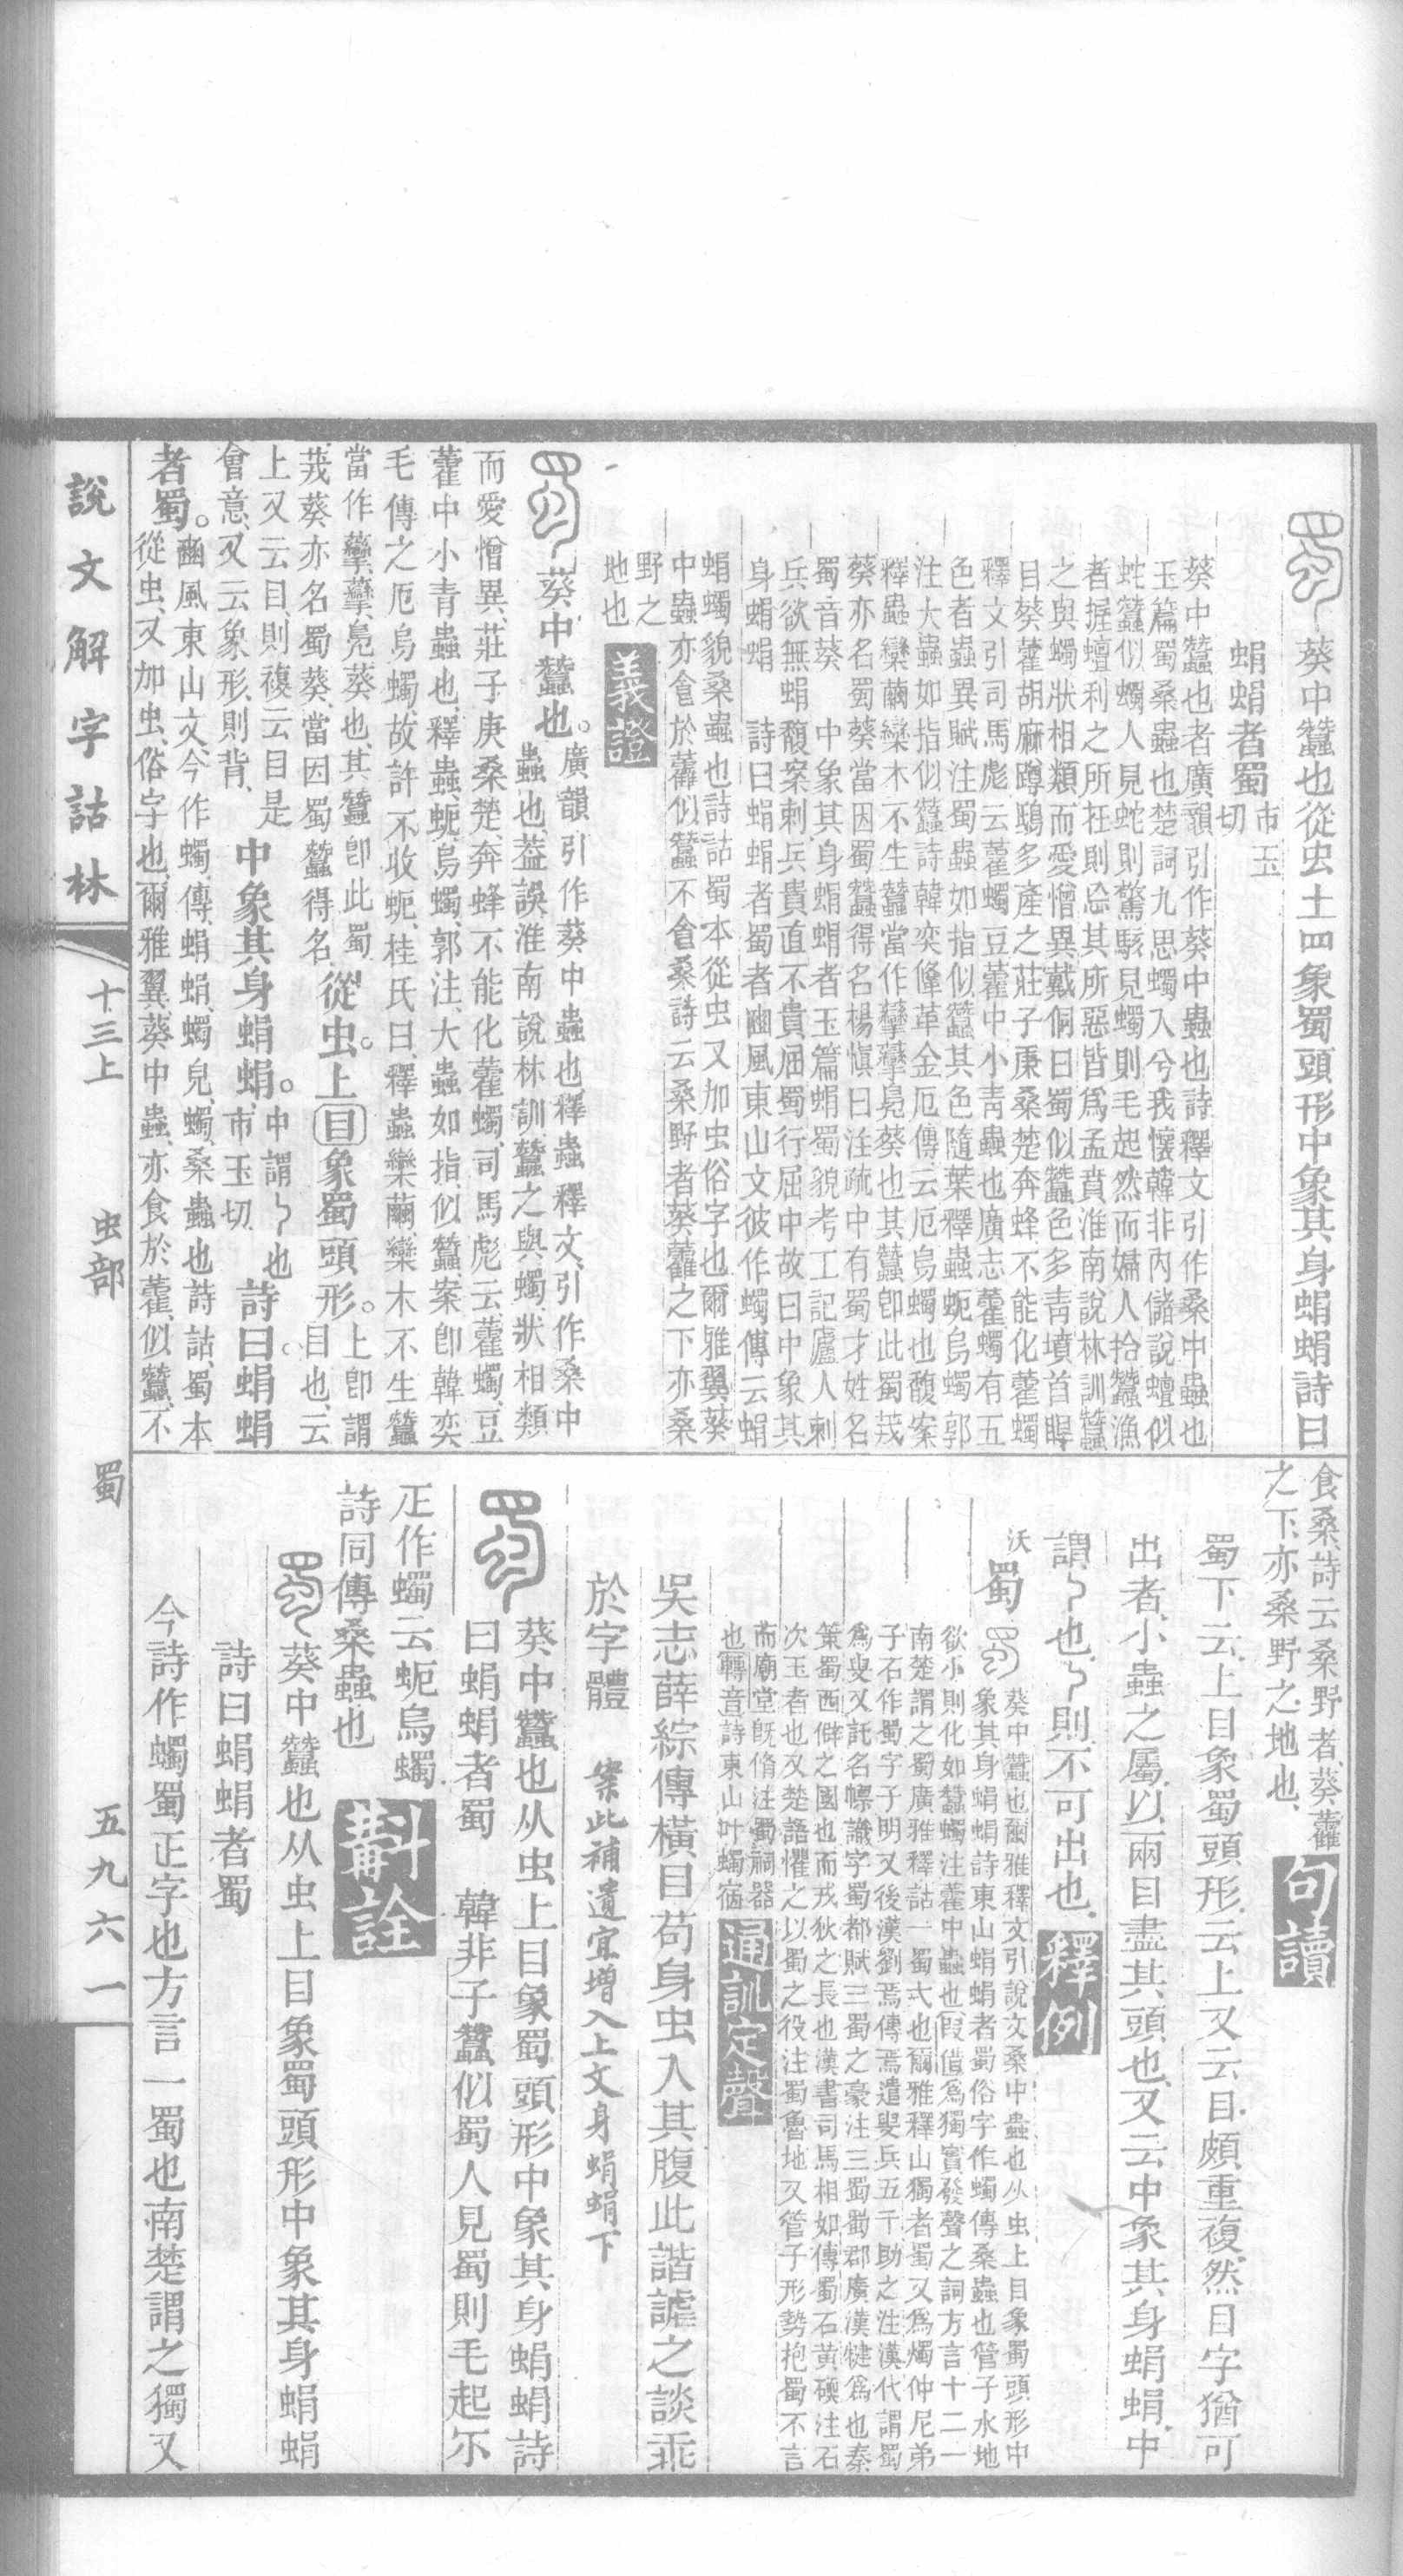 葵中蠶也從虫土四象蜀頭形中象其身蜎蜎詩曰
蜎蜎者蜀市玉切
葵中蠶也者廣韻引作葵中蟲也詩釋文引作桑中蟲也
玉篇蜀桑蟲也楚詞九思蠋入兮我懷韓非內儲說蟺似
蛇蠶似蠋人見蛇則驚駭見蠋則毛起然而婦人拾蠶漁
者握蟺利之所在則忘其所惡皆爲孟賁淮南說林訓蠶
之與蠋狀相類而愛憎異戴侗曰蜀似蠶色多青墳首睅
目葵藿胡麻蹲鴟多產之莊子庚桑楚奔蜂不能化藿蠋
釋文引司馬彪云藿蠋豆藿中小青蟲也廣志藿蠋有五
色者蟲異賦注蜀蟲如指似蠶其色隨葉釋蟲蚅烏蠋郭
注大蟲如指似蠶詩韓奕鞗革金厄傳云厄烏蠋也馥案
釋蟲欒繭欒木不生蠶當作虊虊鳧葵也其蠶卽此蜀茂
葵亦名蜀葵當因蜀蠶得名楊愼曰注疏中有蜀才姓名
蜀音葵 中象其身蜎蜎者玉篇蜎蜀貌考工記廬人刺
兵欲無蜎馥案刺兵貴直不貴屈蜀行屈中故曰中象其
身蜎蜎 詩曰蜎蜎者蜀者豳風東山文彼作蠋傳云蜎
蜎蠋貌桑蟲也詩詁蜀本從虫又加虫俗字也爾雅翼葵
中蟲亦食於藿似蠶不食桑詩云桑野者葵藿之下亦桑
野之
地也 義證
葵中蠶也。廣韻引作葵中蟲也、釋蟲釋文、引作桑中
蟲也、葢誤淮南說林訓蠶之與蠋狀相類
而愛憎異、莊子庚桑楚、奔蜂不能化藿蠋、司馬彪云藿蠋、豆
藿中小青蟲也、釋蟲蚅、烏蠋、郭注、大蟲如指、似蠶案卽韓奕
毛傳之厄烏蠋、故許不收蚅、桂氏曰、釋蟲欒繭、欒木不生蠶
當作虊、虊、鳧葵也、其蠶卽此蜀、
茂葵亦名蜀葵、當因蜀蠶得名、從虫。上目象蜀頭形。上卽謂目也、云
上又云目、則複云目是
會意、又云象形、則背、中象其身蜎蜎。中謂〵也市玉切 詩曰蜎蜎
者蜀。豳風東山文、今作蠋、傳、蜎蜎、蠋皃、蠋、桑蟲也詩詁、蜀本
從虫、又加虫、俗字也、爾雅翼、葵中蟲、亦食於藿、似蠶、不
食桑、詩云桑野者、葵藿
之下、亦桑野之地也、 句讀
蜀下云、上目象蜀頭形、云上又云目、頗重複、然目字猶可
出者、小蟲之屬、以兩目盡其頭也、又云中象其身蜎蜎、中
謂〵也、〵則不可出也、 釋例
沃 蜀 葵中蠶也爾雅釋文引說文桑中蟲也从虫上目象蜀頭形中
象其身蜎蜎詩東山蜎蜎者蜀俗字作蠋傳桑蟲也管子水地
欲小則化如蠶蠋注藿中蟲也叚借爲獨實發聲之詞方言十二一
南楚謂之蜀廣雅釋詁一蜀弌也爾雅釋山獨者蜀又爲燭仲尼弟
子石作蜀字子明又後漢劉焉傳焉遣叟兵五千助之注漢代謂蜀
爲叟又託名幖識字蜀都賦三蜀之豪注三蜀蜀郡廣漢犍爲也秦
策蜀西僻之國也而戎狄之長也漢書司馬相如傳蜀石黃碝注石
次玉者也又楚語懼之以蜀之役注蜀魯地又管子形勢抱蜀不言
而廟堂旣脩注蜀祠器
也轉音詩東山叶蠋宿 通訓定聲
吳志薛綜傳橫目苟身虫入其腹此諧謔之談乖
於字體 案此補遺宜增入上文身蜎蜎下
葵中蠶也从虫上目象蜀頭形中象其身蜎蜎詩
曰蜎蜎者蜀 韓非子蠶似蜀人見蜀則毛起尒
疋作蠋云蚅烏蠋
詩同傳桑蟲也 斠詮
葵中蠶也从虫上目象蜀頭形中象其身蜎蜎
詩曰蜎蜎者蜀
今詩作蠋蜀正字也方言一蜀也南楚謂之獨又
說文解字詁林 十三上 虫部 蜀 五九六一